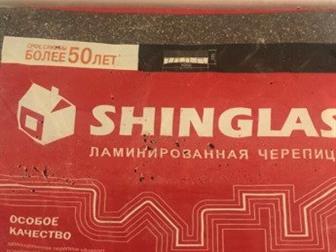 СРОК СЛУЖБЫ
БОЛЕЕ 50 ЛЕТ
SHINGLAS
ЛАМИНИРОВАННАЯ ЧЕРЕПИЦ
ОСОБОЕ
КАЧЕСТВО